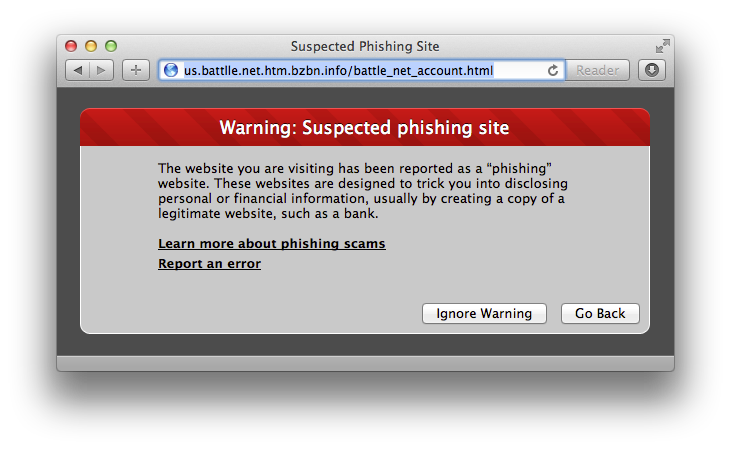 Suspected Phishing Site
us.battlle.net.htm.bzbn.info/battle_net_account.html
Reader
Warning: Suspected phishing site
The website you are visiting has been reported as a “phishing”
website. These websites are designed to trick you into disclosing
personal or financial information, usually by creating a copy of a
legitimate website, such as a bank.
Learn more about phishing scams
Report an error
Ignore Warning
Go Back